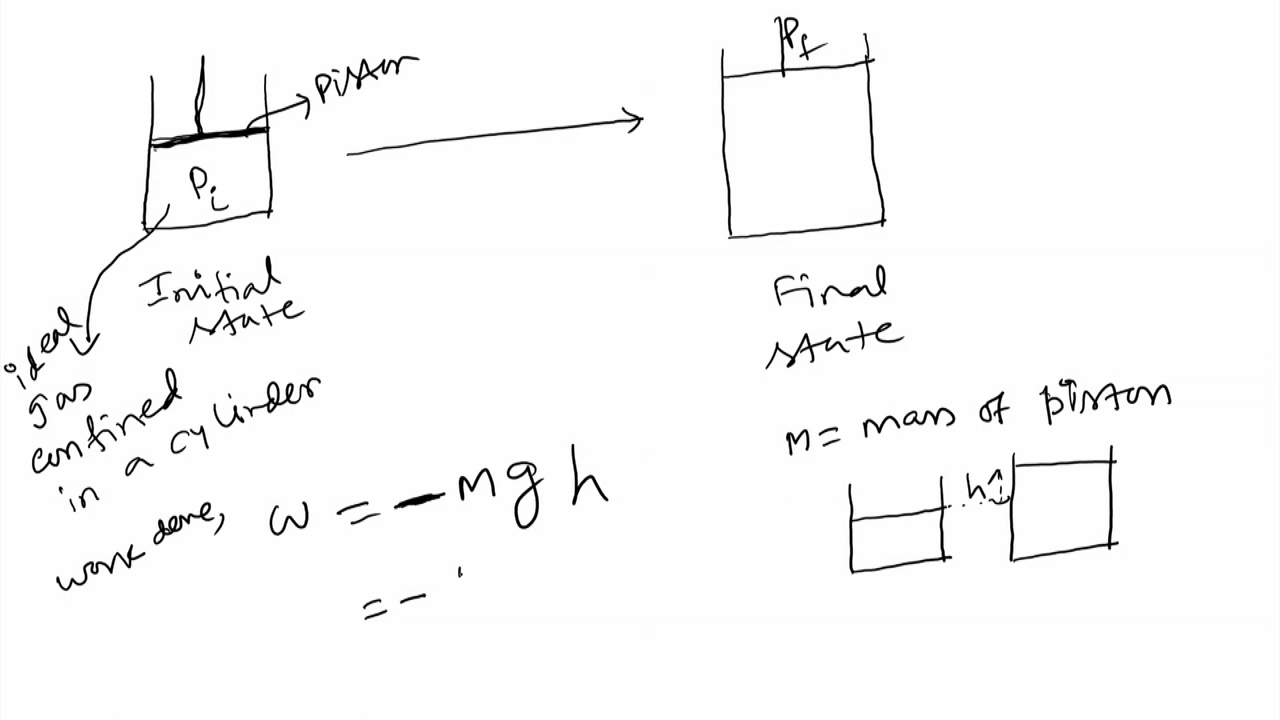 Piston
Pi
Pf
Initial
state
Final
state
ideal
gas
confined
in a cylinder
M = mass of piston
h
work done, w = - Mgh
= -